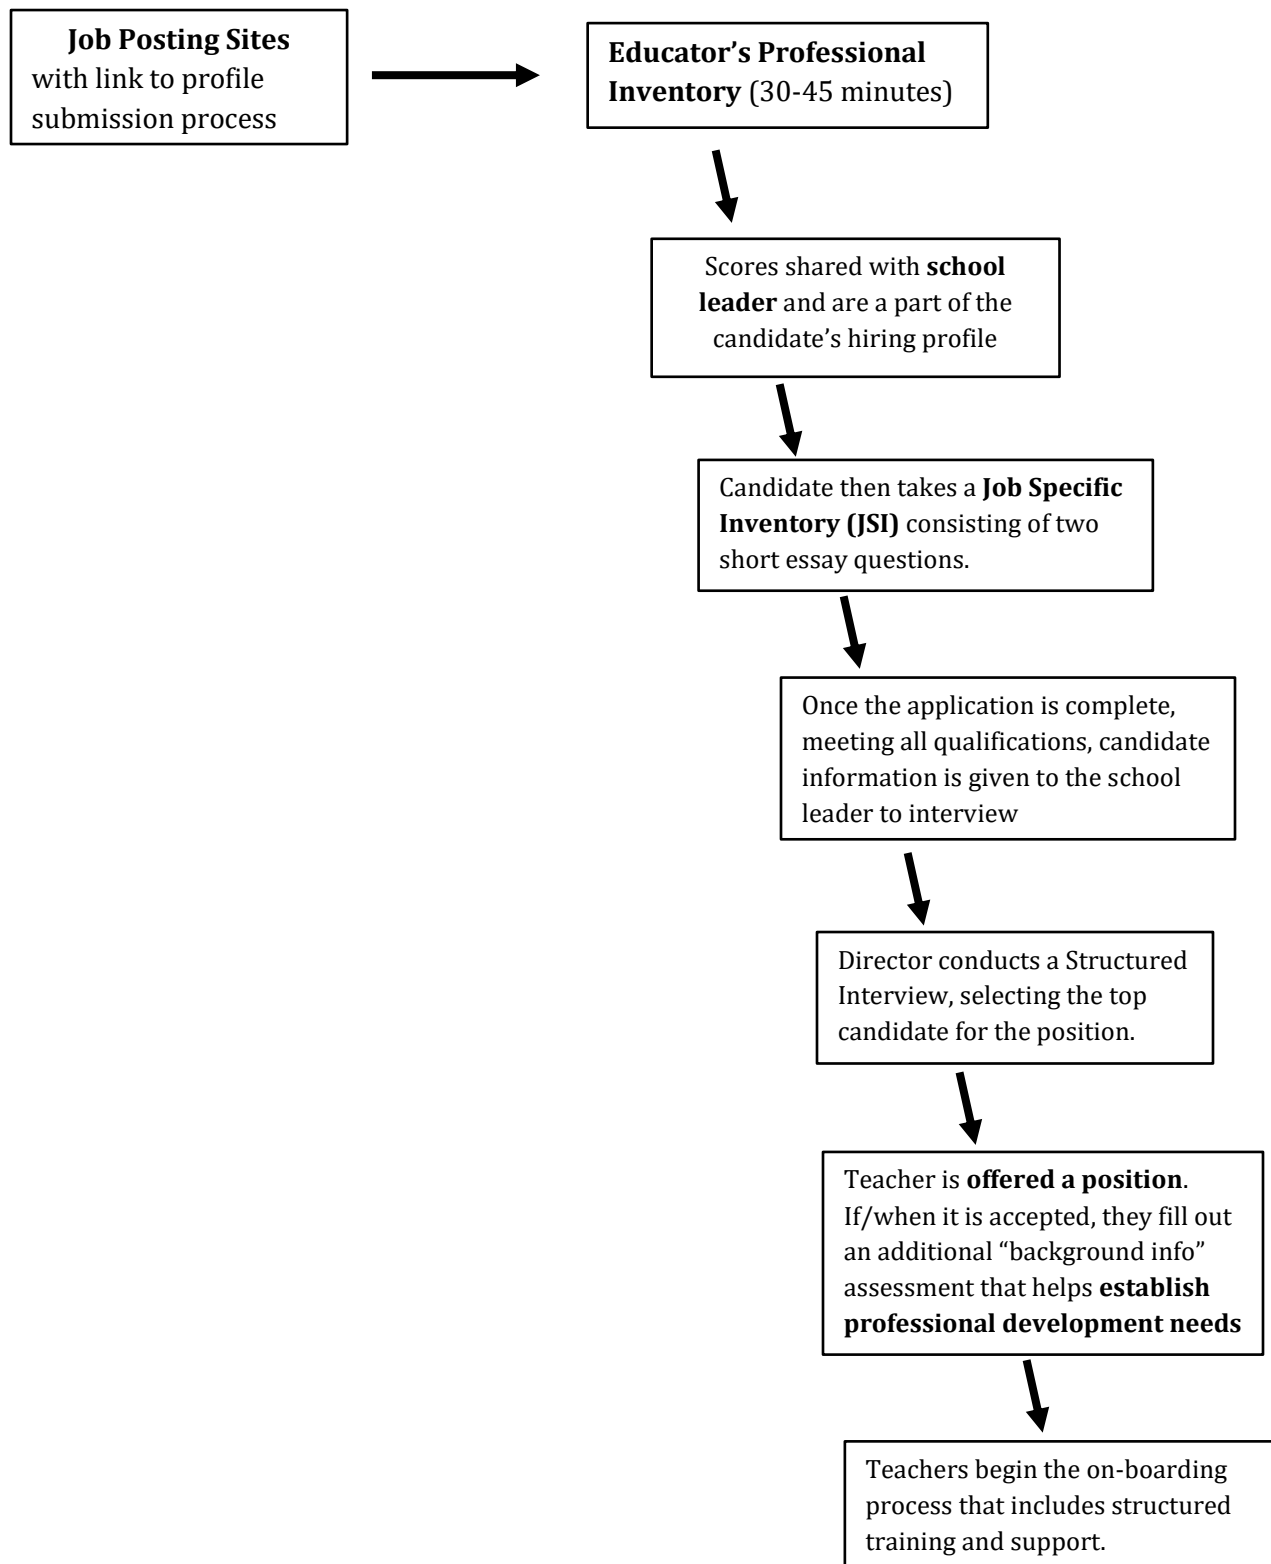 Job Posting Sites
with link to profile
submission process
Educator’s Professional
Inventory (30-45 minutes)
Scores shared with school
leader and are a part of the
candidate’s hiring profile
Candidate then takes a Job Specific
Inventory (JSI) consisting of two
short essay questions.
Once the application is complete,
meeting all qualifications, candidate
information is given to the school
leader to interview
Director conducts a Structured
Interview, selecting the top
candidate for the position.
Teacher is offered a position.
If/when it is accepted, they fill out
an additional “background info”
assessment that helps establish
professional development needs
Teachers begin the on-boarding
process that includes structured
training and support.